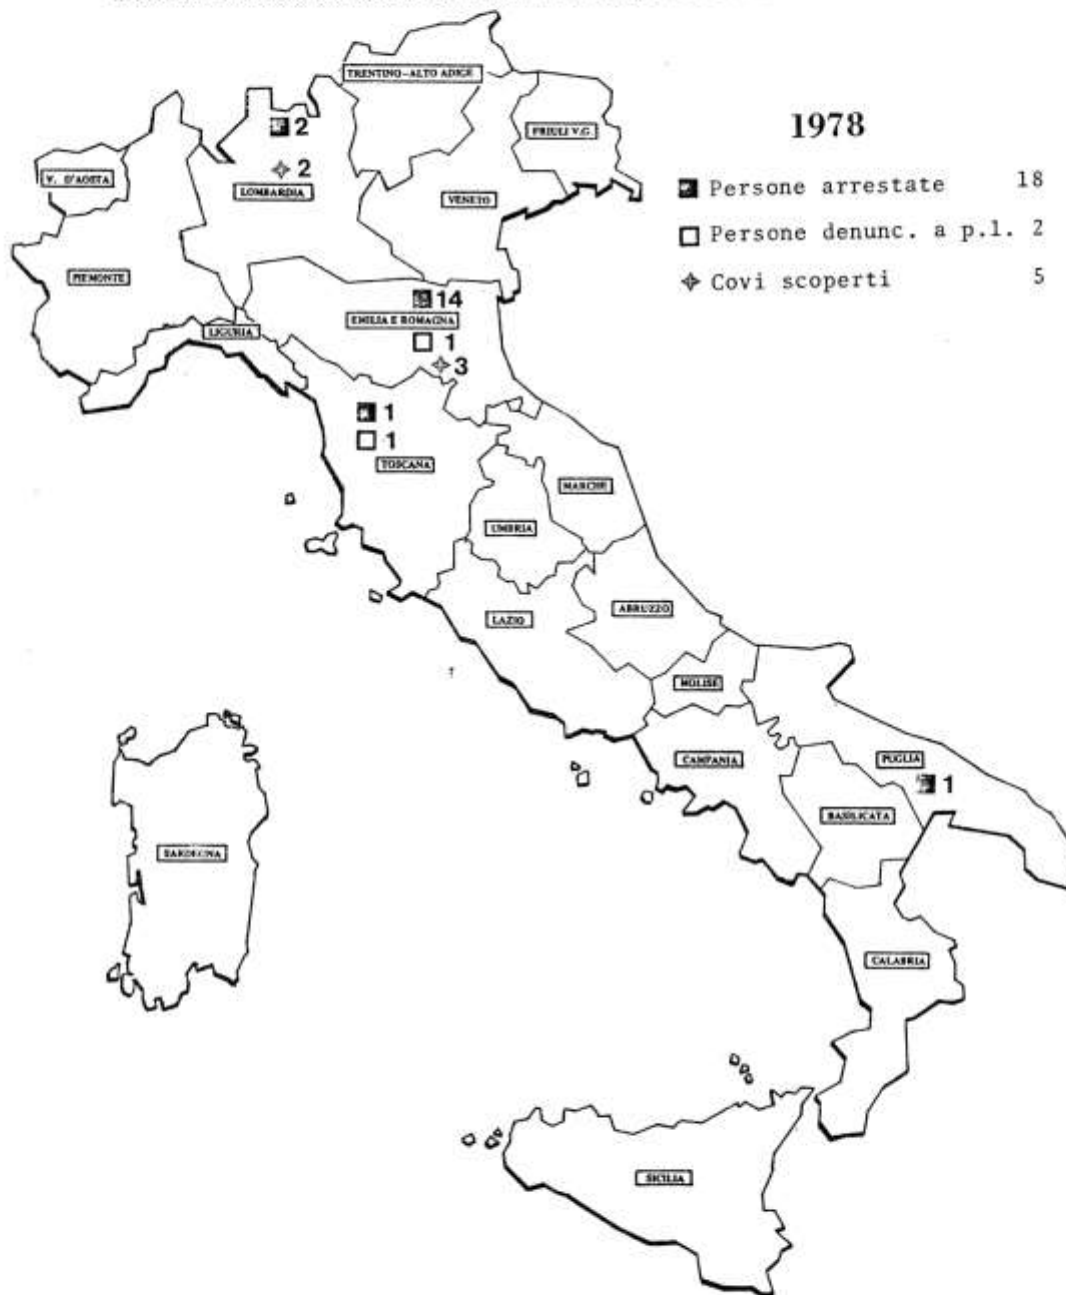 TRENTINO-ALTO ADIGE
1978
FRIULI V.G.
2
V. D'AOSTA
2
LOMBARDIA
VENETO
Persone arrestate 18
Persone denunc. a p.l. 2
Covi scoperti 5
PIEMONTE
14
EMILIA E ROMAGNA
LIGURIA
1
3
1
1
TOSCANA
MARCHE
UMBRIA
ABRUZZO
LAZIO
MOLISE
CAMPANIA
PUGLIA
1
BASILICATA
SARDEGNA
CALABRIA
SICILIA